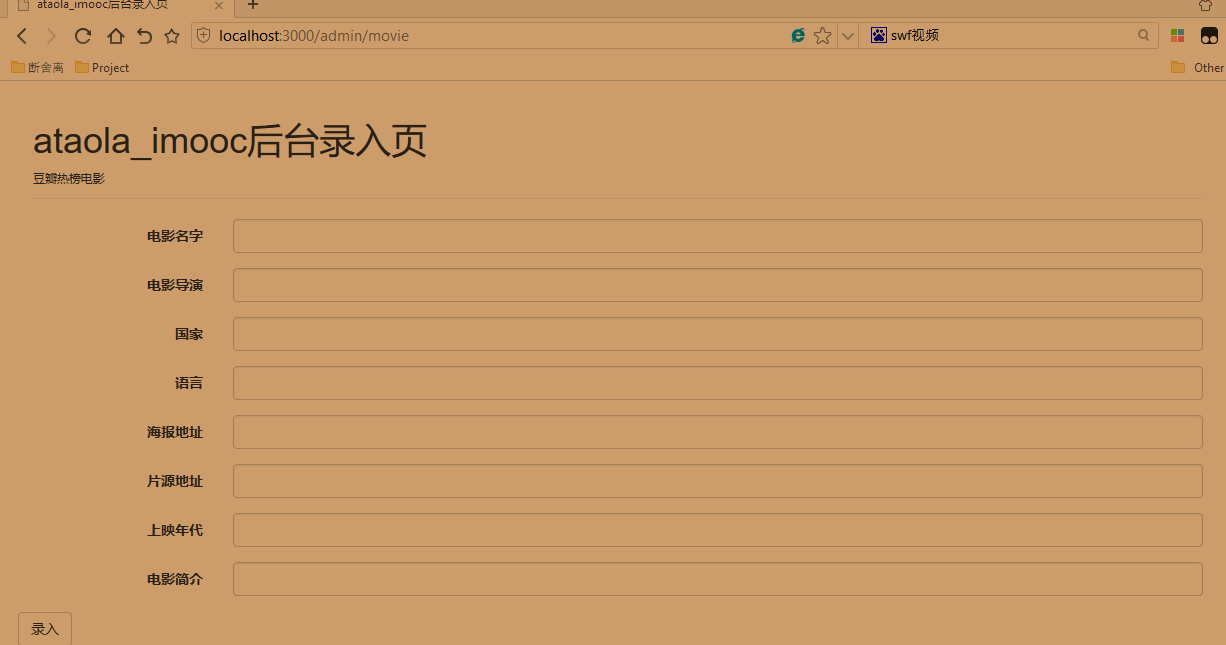 ataola_imooc后台录入页
localhost:3000/admin/movie
swf视频
断舍离
Project
Other
ataola_imooc后台录入页
豆瓣热榜电影
电影名字
电影导演
国家
语言
海报地址
片源地址
上映年代
电影简介
录入